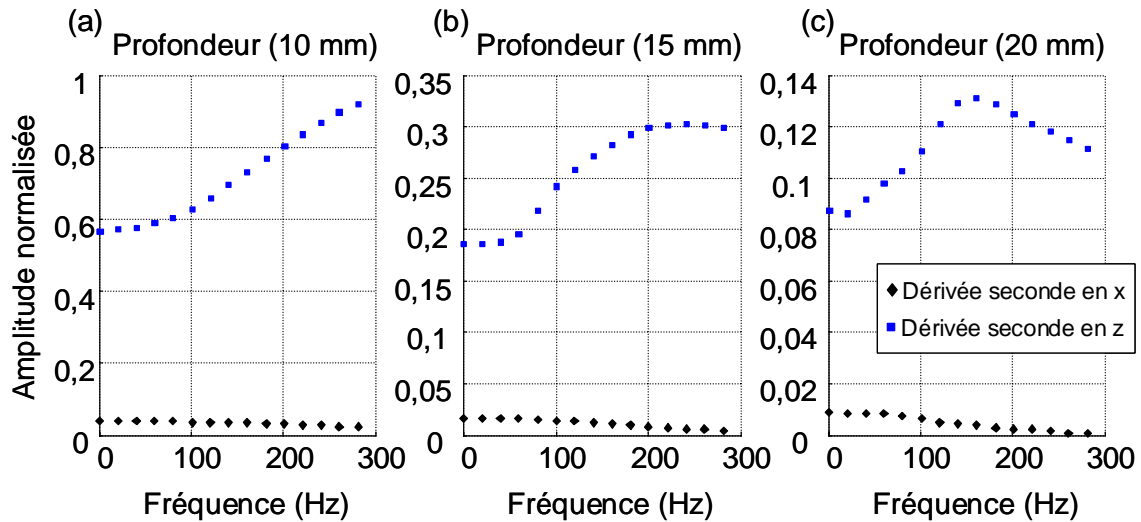 (a)
Profondeur (10 mm)
(b)
Profondeur (15 mm)
(c)
Profondeur (20 mm)
Amplitude normalisée
1
0,8
0,6
0,4
0,2
0
0
100
200
300
Fréquence (Hz)
0,35
0,3
0,25
0,2
0,15
0,1
0,05
0
0
100
200
300
Fréquence (Hz)
0,14
0,12
0.1
0,08
0,06
0,04
0,02
0
0
100
200
300
Fréquence (Hz)
Dérivée seconde en x
Dérivée seconde en z